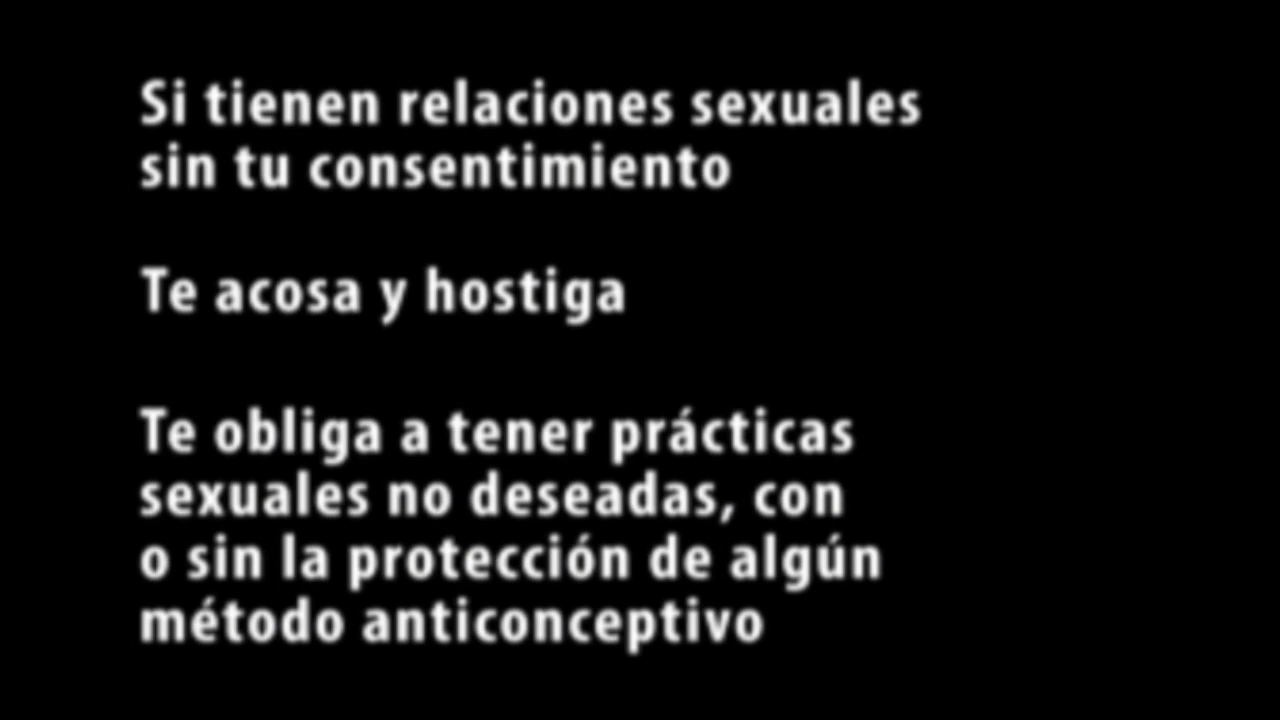 Si tienen relaciones sexuales
sin tu consentimiento
Te acosa y hostiga
Te obliga a tener prácticas
sexuales no deseadas, con
o sin la protección de algún
método anticonceptivo